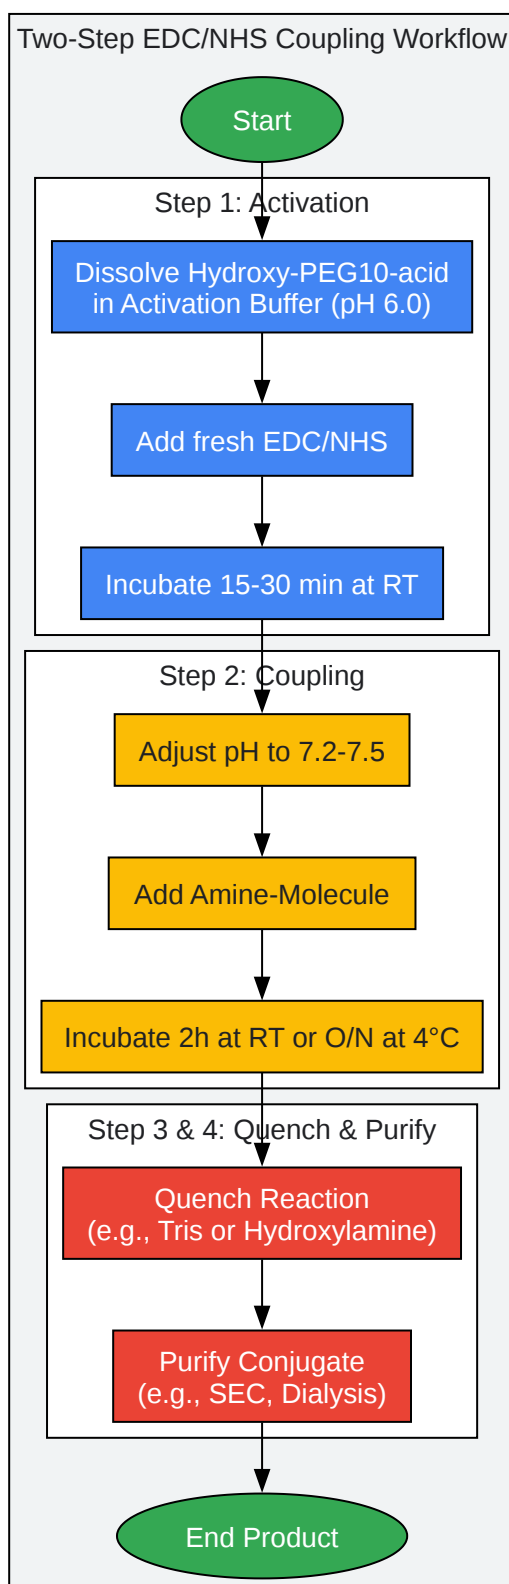 Two-Step EDC/NHS Coupling Workflow
Start
Step 1: Activation
Dissolve Hydroxy-PEG10-acid
in Activation Buffer (pH 6.0)
Add fresh EDC/NHS
Incubate 15-30 min at RT
Step 2: Coupling
Adjust pH to 7.2-7.5
Add Amine-Molecule
Incubate 2h at RT or O/N at 4°C
Step 3 & 4: Quench & Purify
Quench Reaction
(e.g., Tris or Hydroxylamine)
Purify Conjugate
(e.g., SEC, Dialysis)
End Product